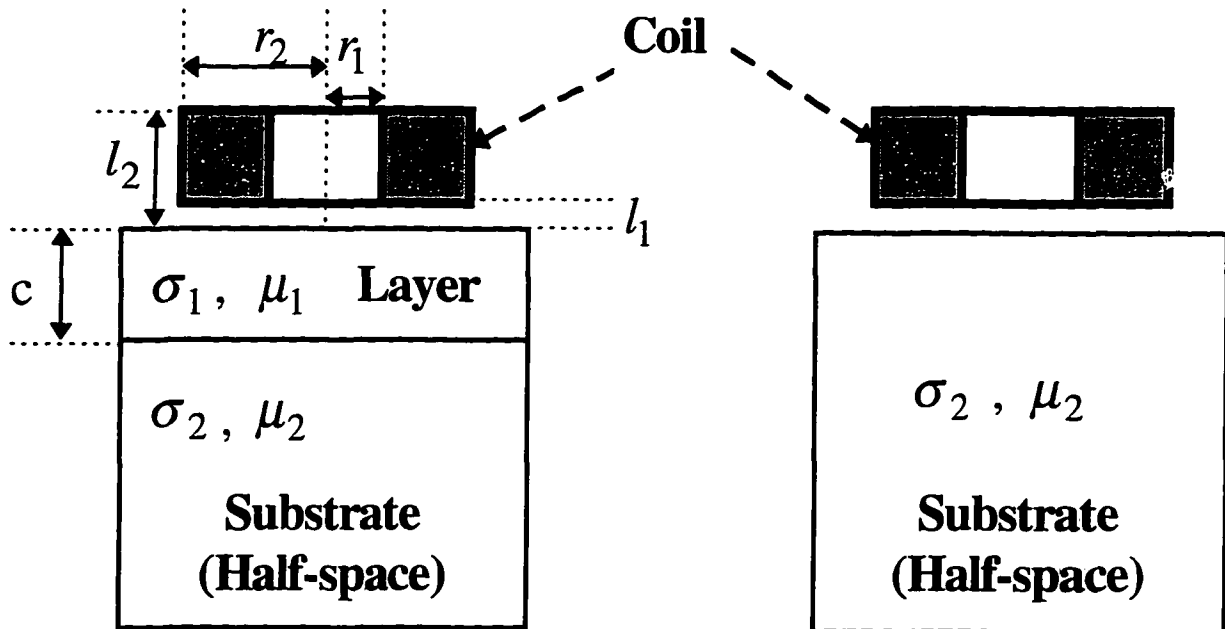 r₂ r₁ Coil
l₂
l₁
c σ₁ , μ₁ Layer
σ₂ , μ₂
Substrate
(Half-space)
σ₂ , μ₂
Substrate
(Half-space)